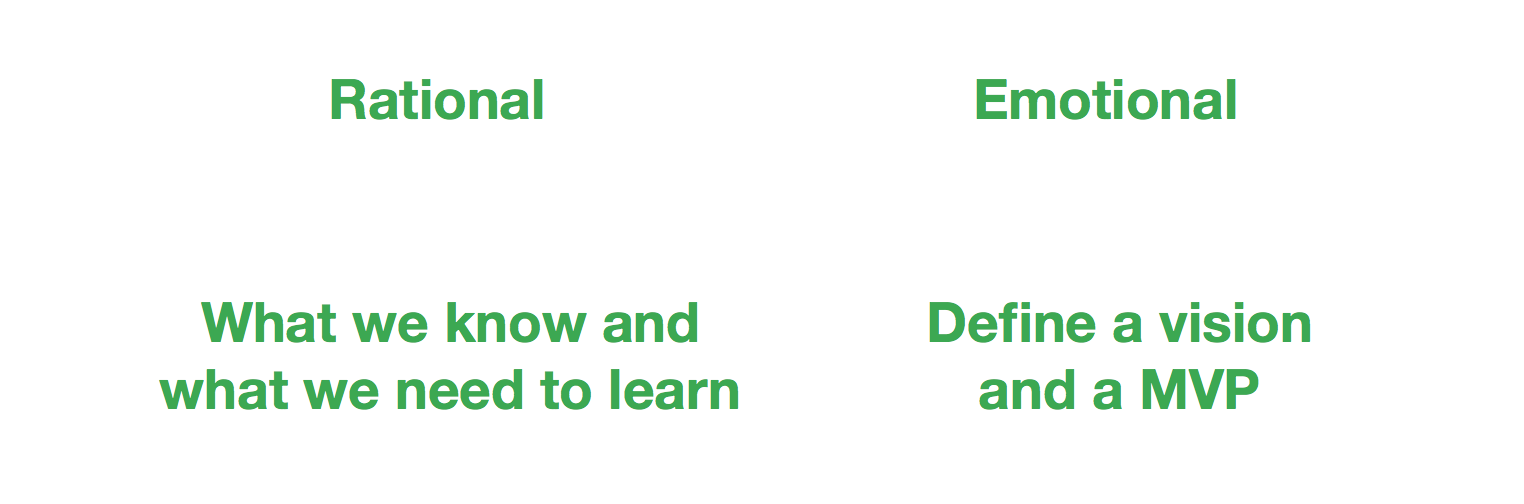 Rational
Emotional
What we know and
what we need to learn
Define a vision
and a MVP